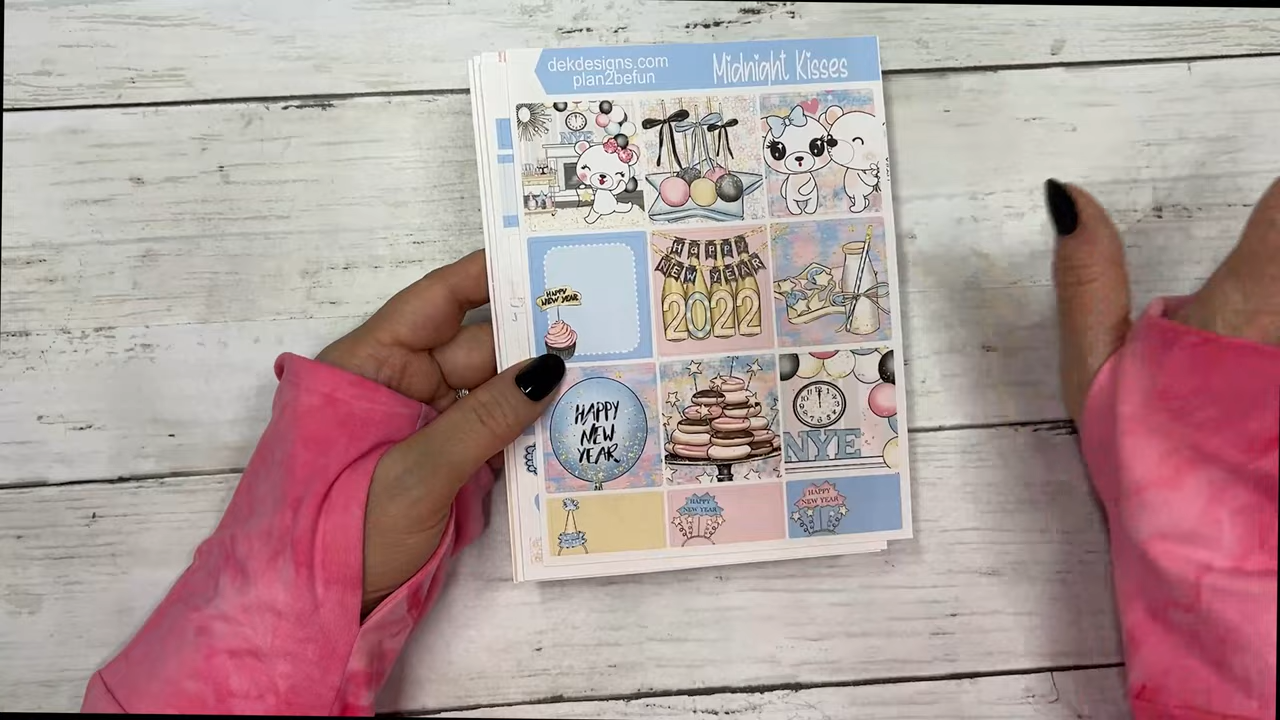 dekdesigns.com
plan2befun
Midnight Kisses
NYE
HAPPY
NEW YEAR
HAPPY
NEW YEAR
2022
HAPPY
NEW
YEAR
NYE
HAPPY
NEW YEAR
HAPPY
NEW YEAR